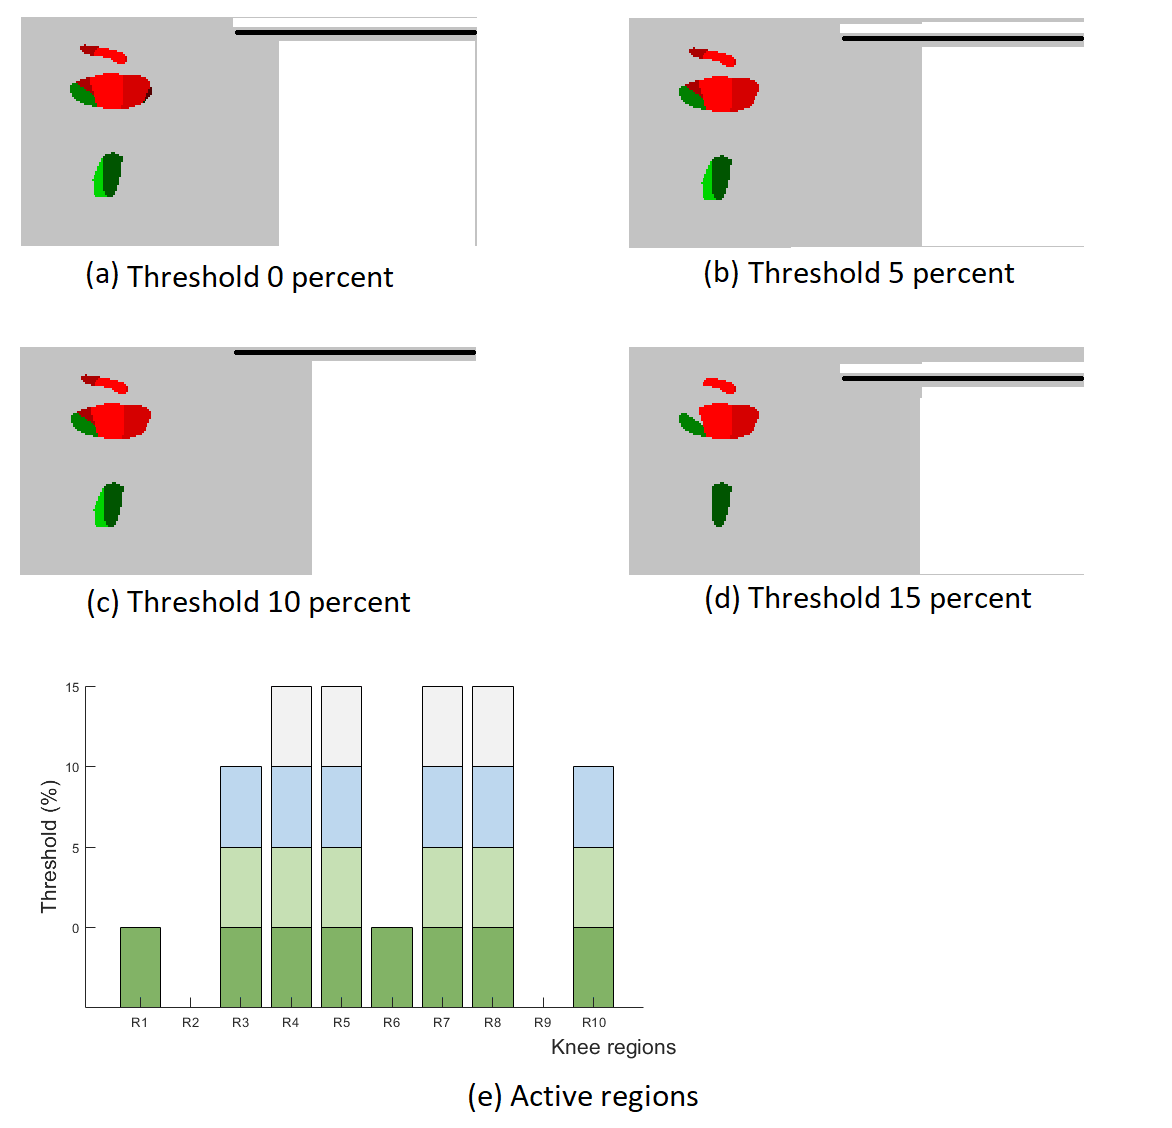 (a) Threshold 0 percent
(b) Threshold 5 percent
(c) Threshold 10 percent
(d) Threshold 15 percent
15
10
5
0
Threshold (%)
R1 R2 R3 R4 R5 R6 R7 R8 R9 R10
Knee regions
(e) Active regions